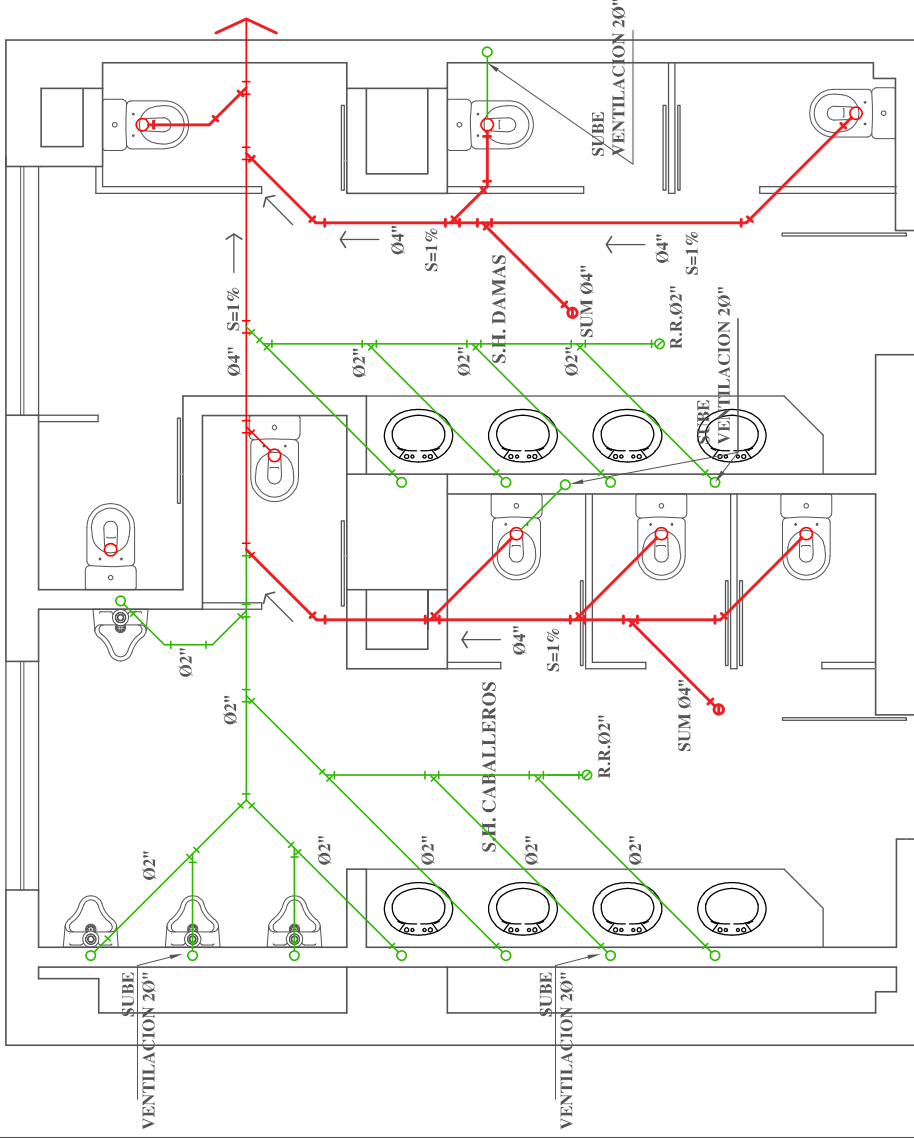 SUBE
VENTILACION 2Ø"
Ø4"
S=1%
Ø4"
S=1%
Ø4"
S=1%
SUM Ø4"
S.H. DAMAS
R.R.Ø2"
Ø2"
Ø2"
Ø2"
SUBE
VENTILACION 2Ø"
Ø2"
Ø2"
Ø4"
S=1%
SUM Ø4"
S.H. CABALLEROS
R.R.Ø2"
Ø2"
Ø2"
Ø2"
Ø2"
Ø2"
SUBE
VENTILACION 2Ø"
SUBE
VENTILACION 2Ø"